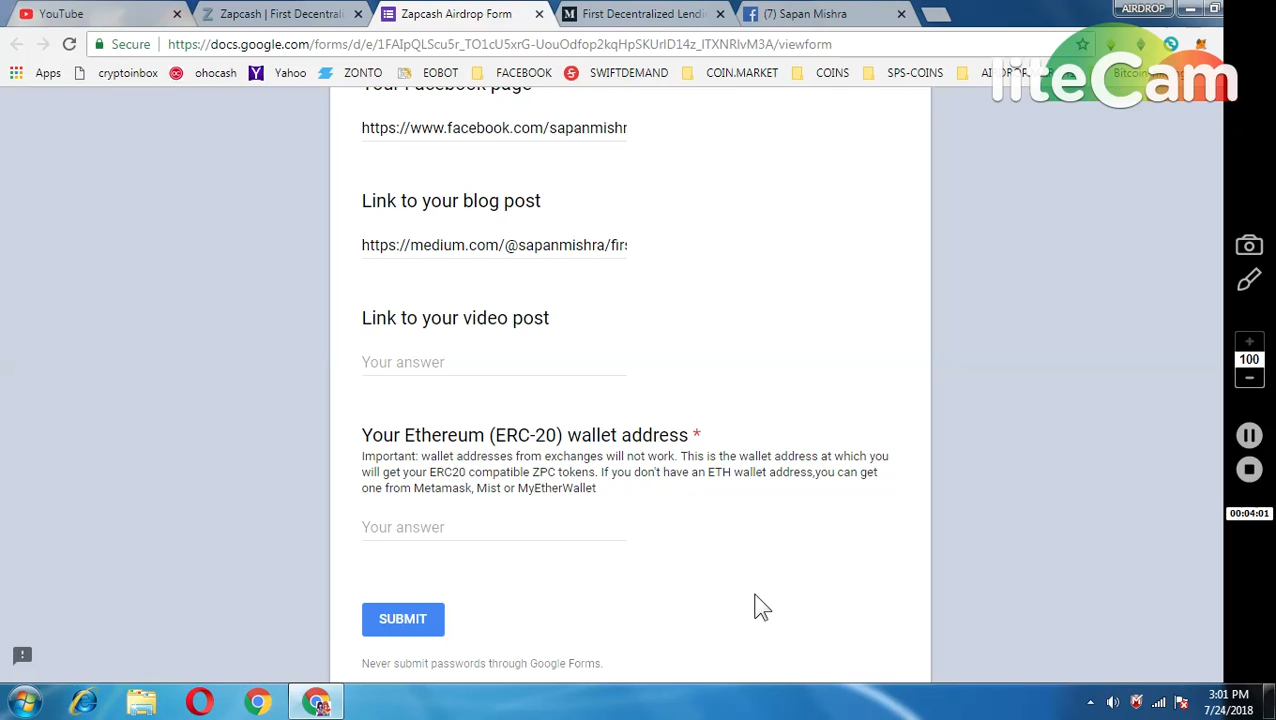 YouTube
Zapcash | First Decentrali
Zapcash Airdrop Form
First Decentralized Lendi
(7) Sapan Mishra
AIRDROP
Secure
https://docs.google.com/forms/d/e/1FAIpQLScu5r_TO1cU5xrG-UouOdfop2kqHpSKUrID14z_ITXNRIvM3A/viewform
Apps
cryptoinbox
ohocash
Yahoo
EOBOT
FACEBOOK
SWIFTDEMAND
COIN.MARKET
COINS
SPS-COINS
liteCam
Your Facebook page
https://www.facebook.com/sapanmishr
Link to your blog post
https://medium.com/@sapanmishra/firs
Link to your video post
Your answer
100
Your Ethereum (ERC-20) wallet address *
Important: wallet addresses from exchanges will not work. This is the wallet address at which you
will get your ERC20 compatible ZPC tokens. If you don't have an ETH wallet address,you can get
one from Metamask, Mist or MyEtherWallet
00:04:01
Your answer
SUBMIT
Never submit passwords through Google Forms.
3:01 PM
7/24/2018